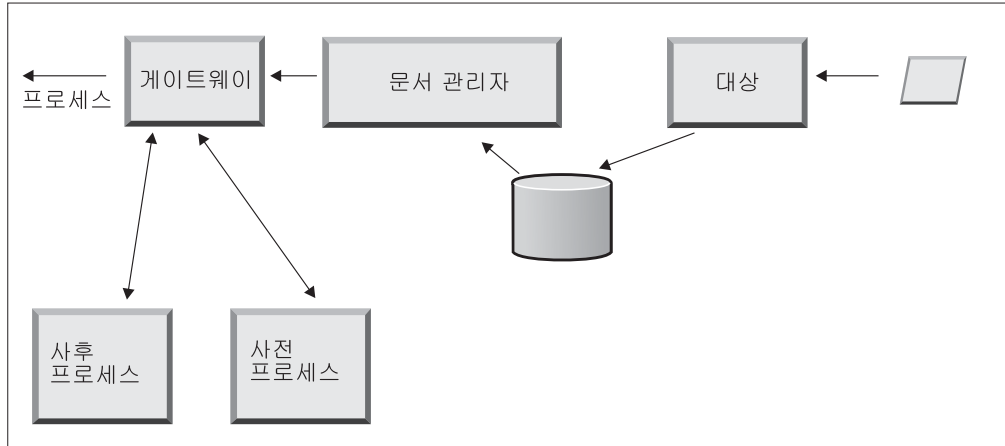 게이트웨이
문서 관리자
대상
프로세스
사후
프로세스
사전
프로세스